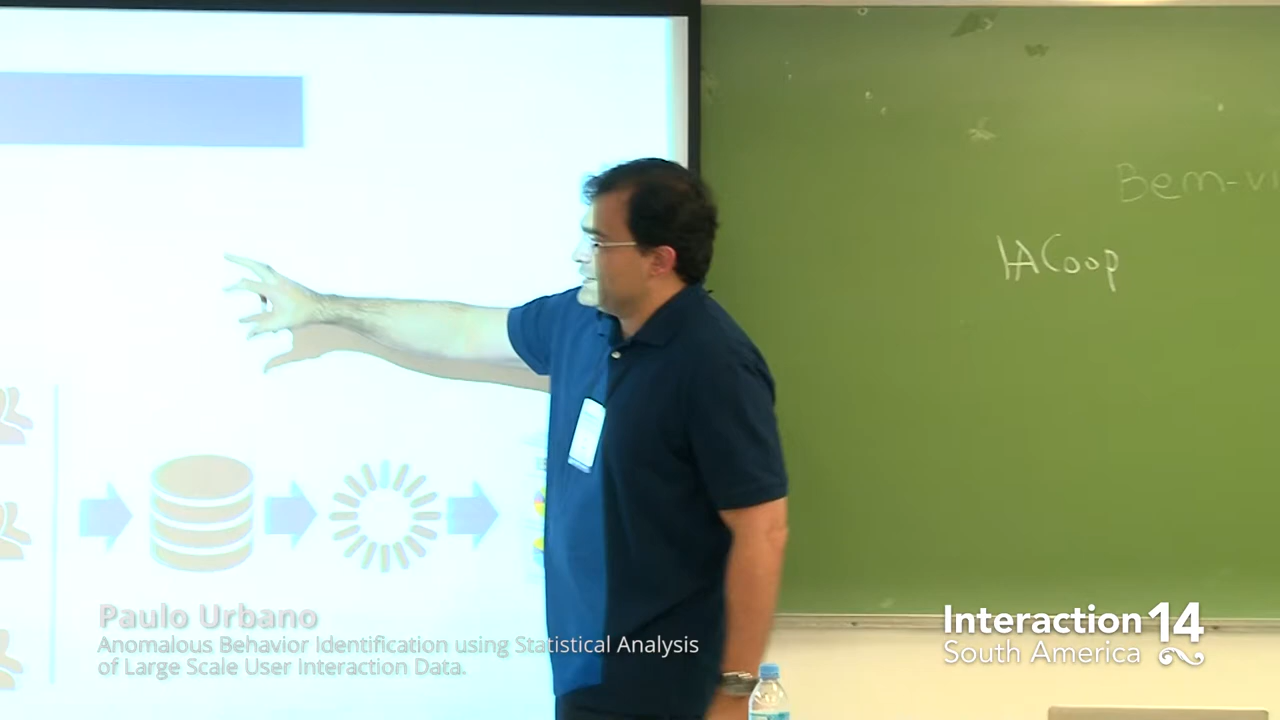 Bem-vi
IACoop
Paulo Urbano
Anomalous Behavior Identification using Statistical Analysis
of Large Scale User Interaction Data.
Interaction 14
South America